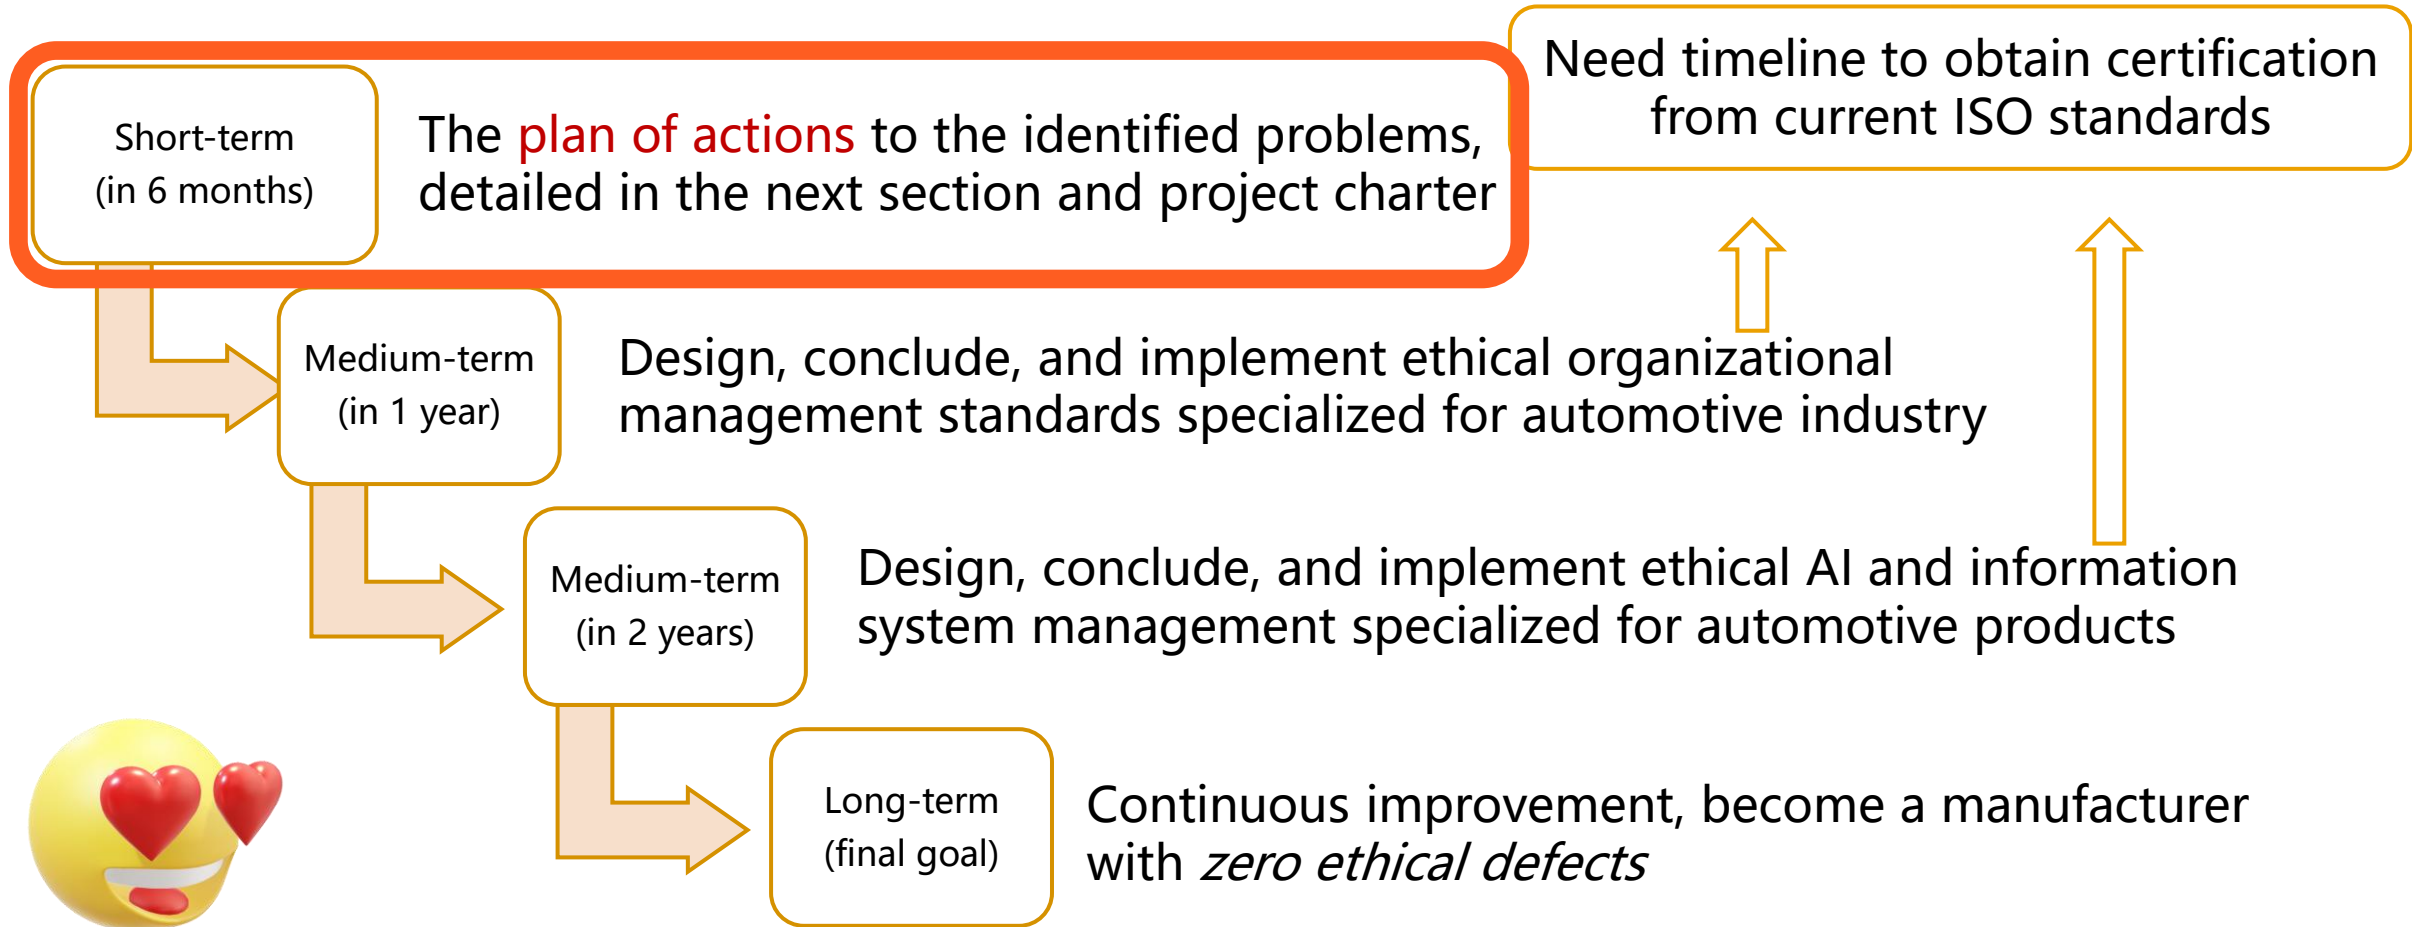 Need timeline to obtain certification
from current ISO standards
Short-term
(in 6 months)
The plan of actions to the identified problems,
detailed in the next section and project charter
Medium-term
(in 1 year)
Design, conclude, and implement ethical organizational
management standards specialized for automotive industry
Medium-term
(in 2 years)
Design, conclude, and implement ethical AI and information
system management specialized for automotive products
Long-term
(final goal)
Continuous improvement, become a manufacturer
with zero ethical defects